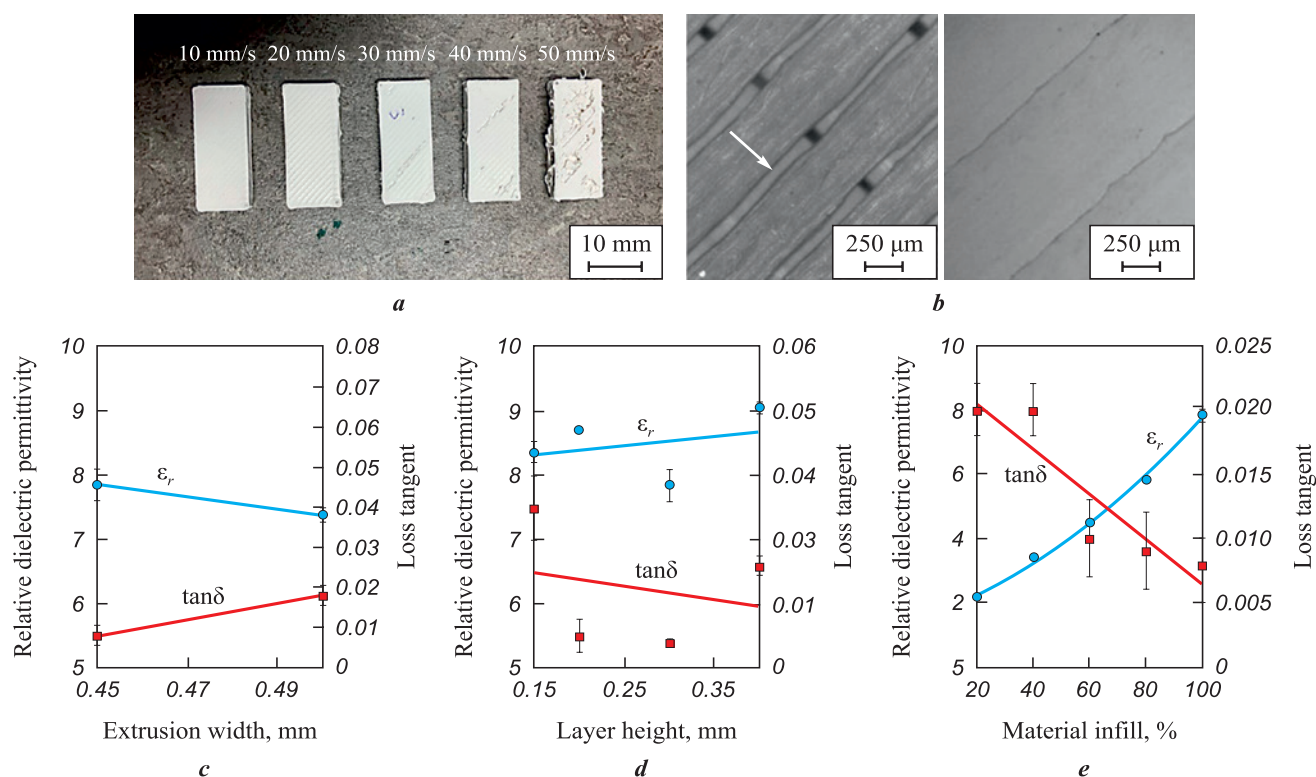 10 mm/s 20 mm/s 30 mm/s 40 mm/s 50 mm/s
10 mm
250 μm
250 μm
a
b
Relative dielectric permittivity
10
9
8
7
6
5
εr
tanδ
0.08
0.07
0.06
0.05
0.04
0.03
0.02
0.01
0
Loss tangent
0.45 0.47 0.49
Extrusion width, mm
c
Relative dielectric permittivity
10
9
8
7
6
5
εr
tanδ
0.06
0.05
0.04
0.03
0.01
0
Loss tangent
0.15 0.25 0.35
Layer height, mm
d
Relative dielectric permittivity
10
8
6
4
2
5
tanδ
εr
0.025
0.020
0.015
0.010
0.005
0
Loss tangent
20 40 60 80 100
Material infill, %
e